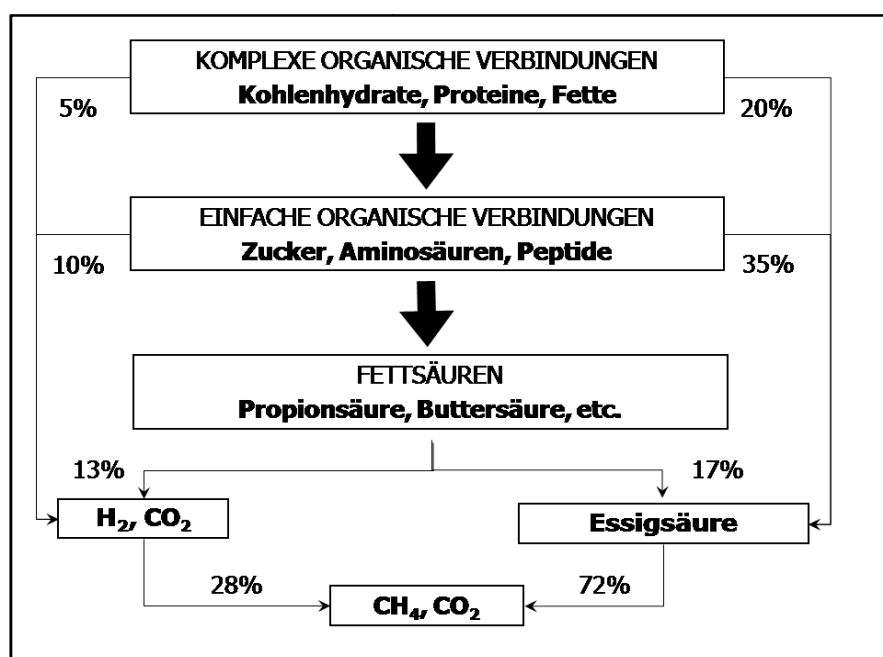 KOMPLEXE ORGANISCHE VERBINDUNGEN
Kohlenhydrate, Proteine, Fette
5%
20%
EINFACHE ORGANISCHE VERBINDUNGEN
Zucker, Aminosäuren, Peptide
10%
35%
FETTSÄUREN
Propionsäure, Buttersäure, etc.
13%
17%
H₂, CO₂
Essigsäure
28%
72%
CH₄, CO₂